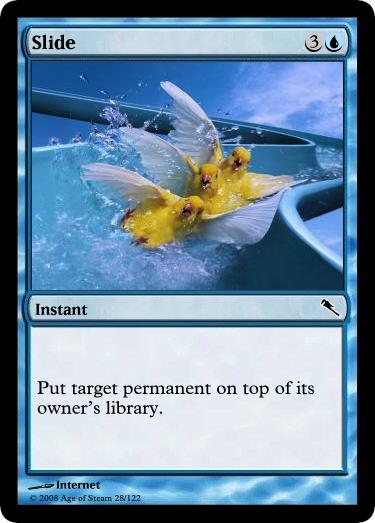 Slide 3
Instant
Put target permanent on top of its
owner's library.
Internet
© 2008 Age of Steam 28/122